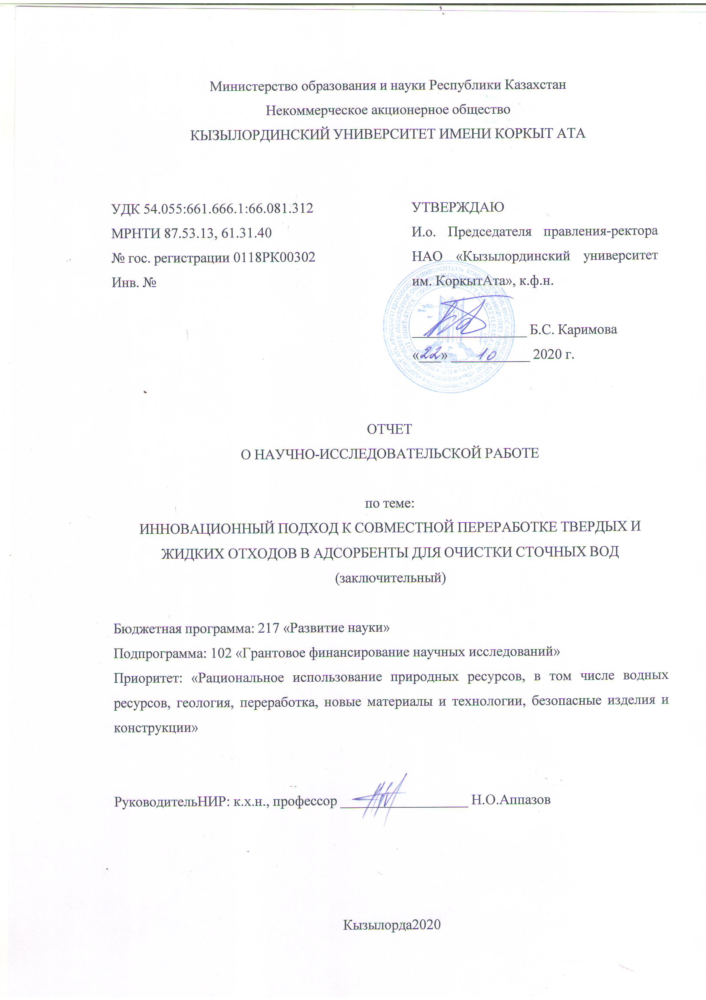 Министерство образования и науки Республики Казахстан
Некоммерческое акционерное общество
КЫЗЫЛОРДИНСКИЙ УНИВЕРСИТЕТ ИМЕНИ КОРКЫТ АТА
УДК 54.055:661.666.1:66.081.312
МРНТИ 87.53.13, 61.31.40
№ гос. регистрации 0118РК00302
Инв. №
УТВЕРЖДАЮ
И.о. Председателя правления-ректора
НАО «Кызылординский университет
им. КоркытАта», к.ф.н.
Б.С. Каримова
«22» 10 2020 г.
ОТЧЕТ
О НАУЧНО-ИССЛЕДОВАТЕЛЬСКОЙ РАБОТЕ
по теме:
ИННОВАЦИОННЫЙ ПОДХОД К СОВМЕСТНОЙ ПЕРЕРАБОТКЕ ТВЕРДЫХ И
ЖИДКИХ ОТХОДОВ В АДСОРБЕНТЫ ДЛЯ ОЧИСТКИ СТОЧНЫХ ВОД
(заключительный)
Бюджетная программа: 217 «Развитие науки»
Подпрограмма: 102 «Грантовое финансирование научных исследований»
Приоритет: «Рациональное использование природных ресурсов, в том числе водных
ресурсов, геология, переработка, новые материалы и технологии, безопасные изделия и
конструкции»
РуководительНИР: к.х.н., профессор Н.О.Аппазов
Кызылорда2020